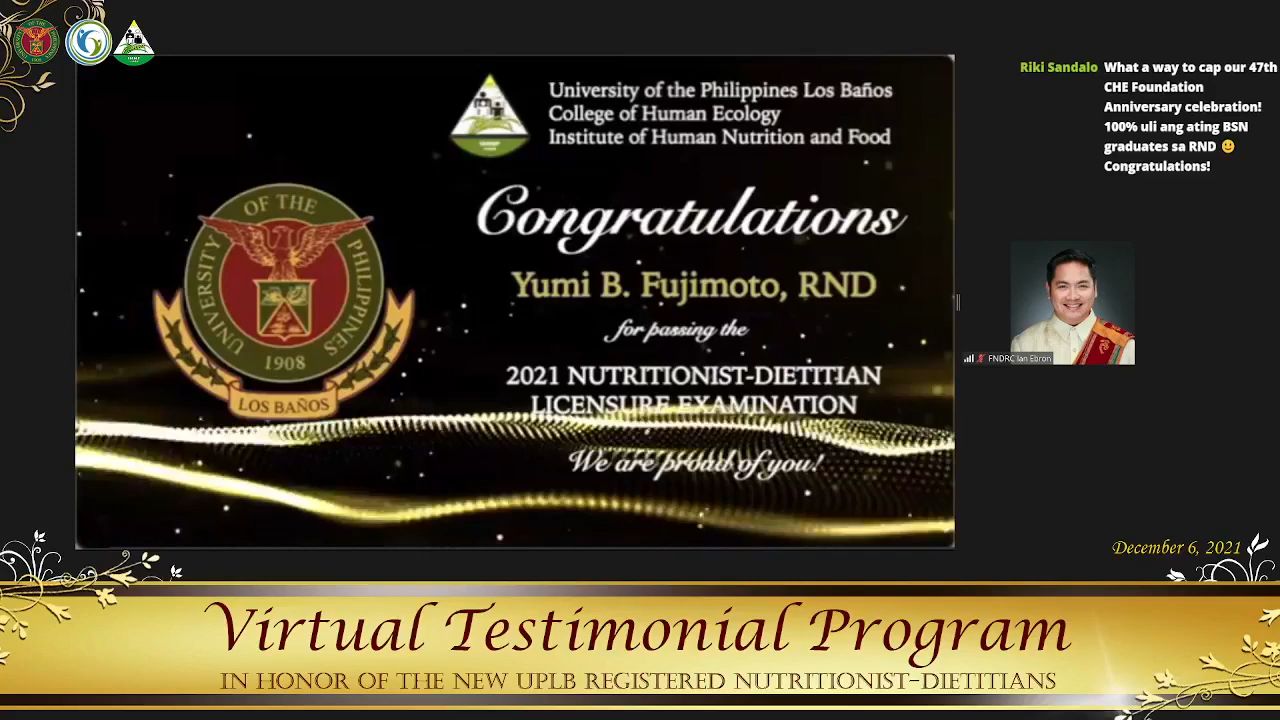 University of the Philippines Los Baños
College of Human Ecology
Institute of Human Nutrition and Food
Congratulations
Yumi B. Fujimoto, RND
for passing the
2021 NUTRITIONIST-DIETITIAN
LICENSURE EXAMINATION
We are proud of you!
UNIVERSITY OF THE PHILIPPINES
1908
LOS BAÑOS
Riki Sandalo What a way to cap our 47th
CHE Foundation
Anniversary celebration!
100% uli ang ating BSN
graduates sa RND 🙂
Congratulations!
FNDRC Ian Ebron
December 6, 2021
Virtual Testimonial Program
IN HONOR OF THE NEW UPLB REGISTERED NUTRITIONIST-DIETITIANS